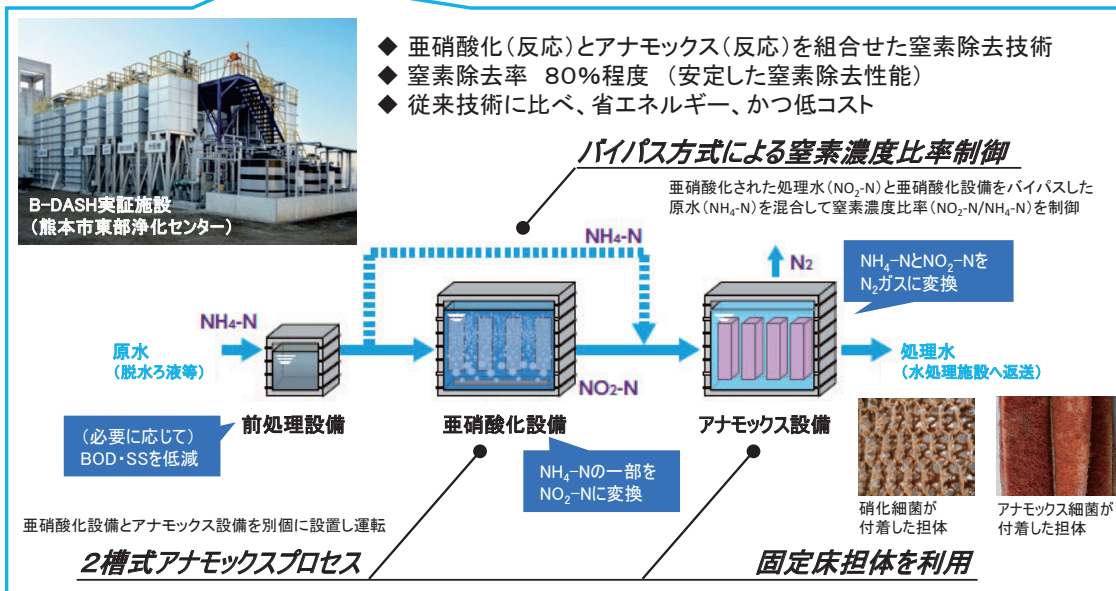 ◆ 亜硝酸化(反応)とアナモックス(反応)を組合せた窒素除去技術
◆ 窒素除去率 80%程度 (安定した窒素除去性能)
◆ 従来技術に比べ、省エネルギー、かつ低コスト
B-DASH実証施設
(熊本市東部浄化センター)
バイパス方式による窒素濃度比率制御
亜硝酸化された処理水(NO₂-N)と亜硝酸化設備をバイパスした
原水(NH₄-N)を混合して窒素濃度比率(NO₂-N/NH₄-N)を制御
NH₄-N
N₂
NH₄-NとNO₂-Nを
N₂ガスに変換
NH₄-N
原水
(脱水ろ液等)
処理水
(水処理施設へ返送)
NO₂-N
前処理設備
亜硝酸化設備
アナモックス設備
(必要に応じて)
BOD・SSを低減
NH₄-Nの一部を
NO₂-Nに変換
硝化細菌が
付着した担体
アナモックス細菌が
付着した担体
亜硝酸化設備とアナモックス設備を別個に設置し運転
2槽式アナモックスプロセス
固定床担体を利用